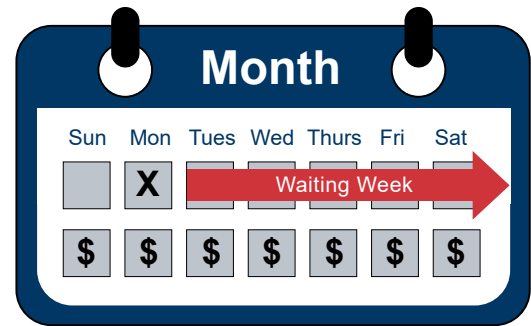 Month
Sun Mon Tues Wed Thurs Fri Sat
X Waiting Week
$ $ $ $ $ $ $